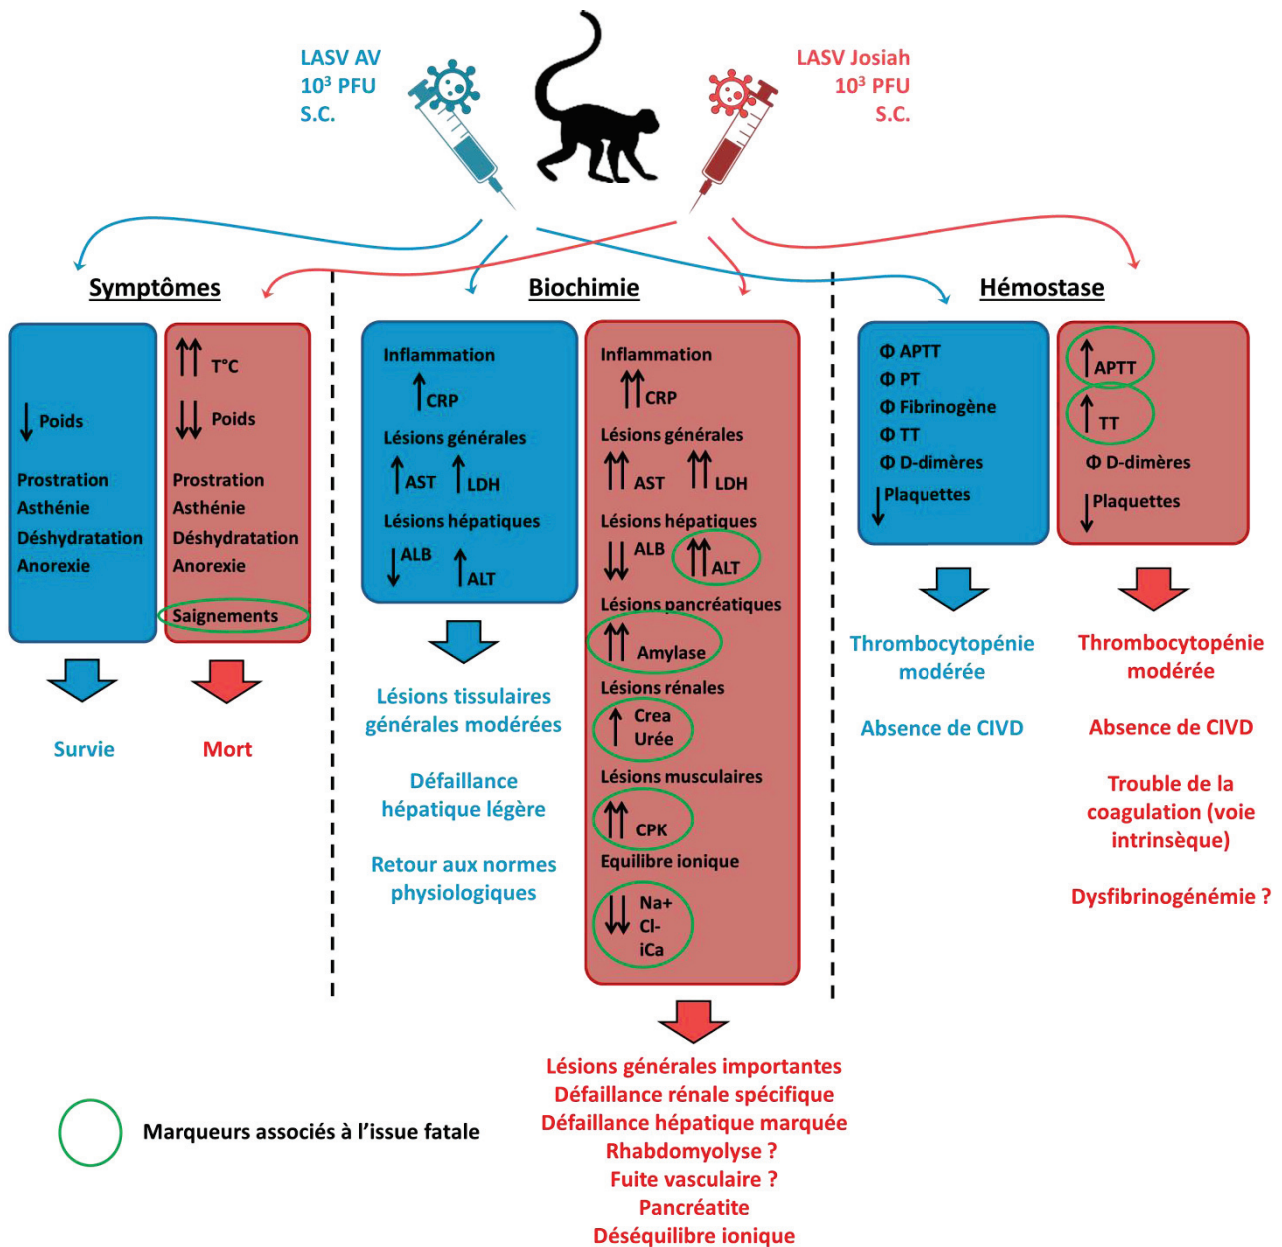 LASV AV
10³ PFU
S.C.
LASV Josiah
10³ PFU
S.C.
Symptômes
Poids
Prostration
Asthénie
Déshydratation
Anorexie
Survie
T°C
Poids
Prostration
Asthénie
Déshydratation
Anorexie
Saignements
Mort
Biochimie
Inflammation
CRP
Lésions générales
AST LDH
Lésions hépatiques
ALB
ALT
Lésions tissulaires
générales modérées
Défaillance
hépatique légère
Retour aux normes
physiologiques
Inflammation
CRP
Lésions générales
AST LDH
Lésions hépatiques
ALB
ALT
Lésions pancréatiques
Amylase
Lésions rénales
Crea
Urée
Lésions musculaires
CPK
Equilibre ionique
Na+
Cl-
iCa
Lésions générales importantes
Défaillance rénale spécifique
Défaillance hépatique marquée
Rhabdomyolyse ?
Fuite vasculaire ?
Pancréatite
Déséquilibre ionique
Hémostase
Φ APTT
Φ PT
Φ Fibrinogène
Φ TT
Φ D-dimères
Plaquettes
Thrombocytopénie
modérée
Absence de CIVD
APTT
TT
Φ D-dimères
Plaquettes
Thrombocytopénie
modérée
Absence de CIVD
Trouble de la
coagulation (voie
intrinsèque)
Dysfibrinogénémie ?
Marqueurs associés à l'issue fatale